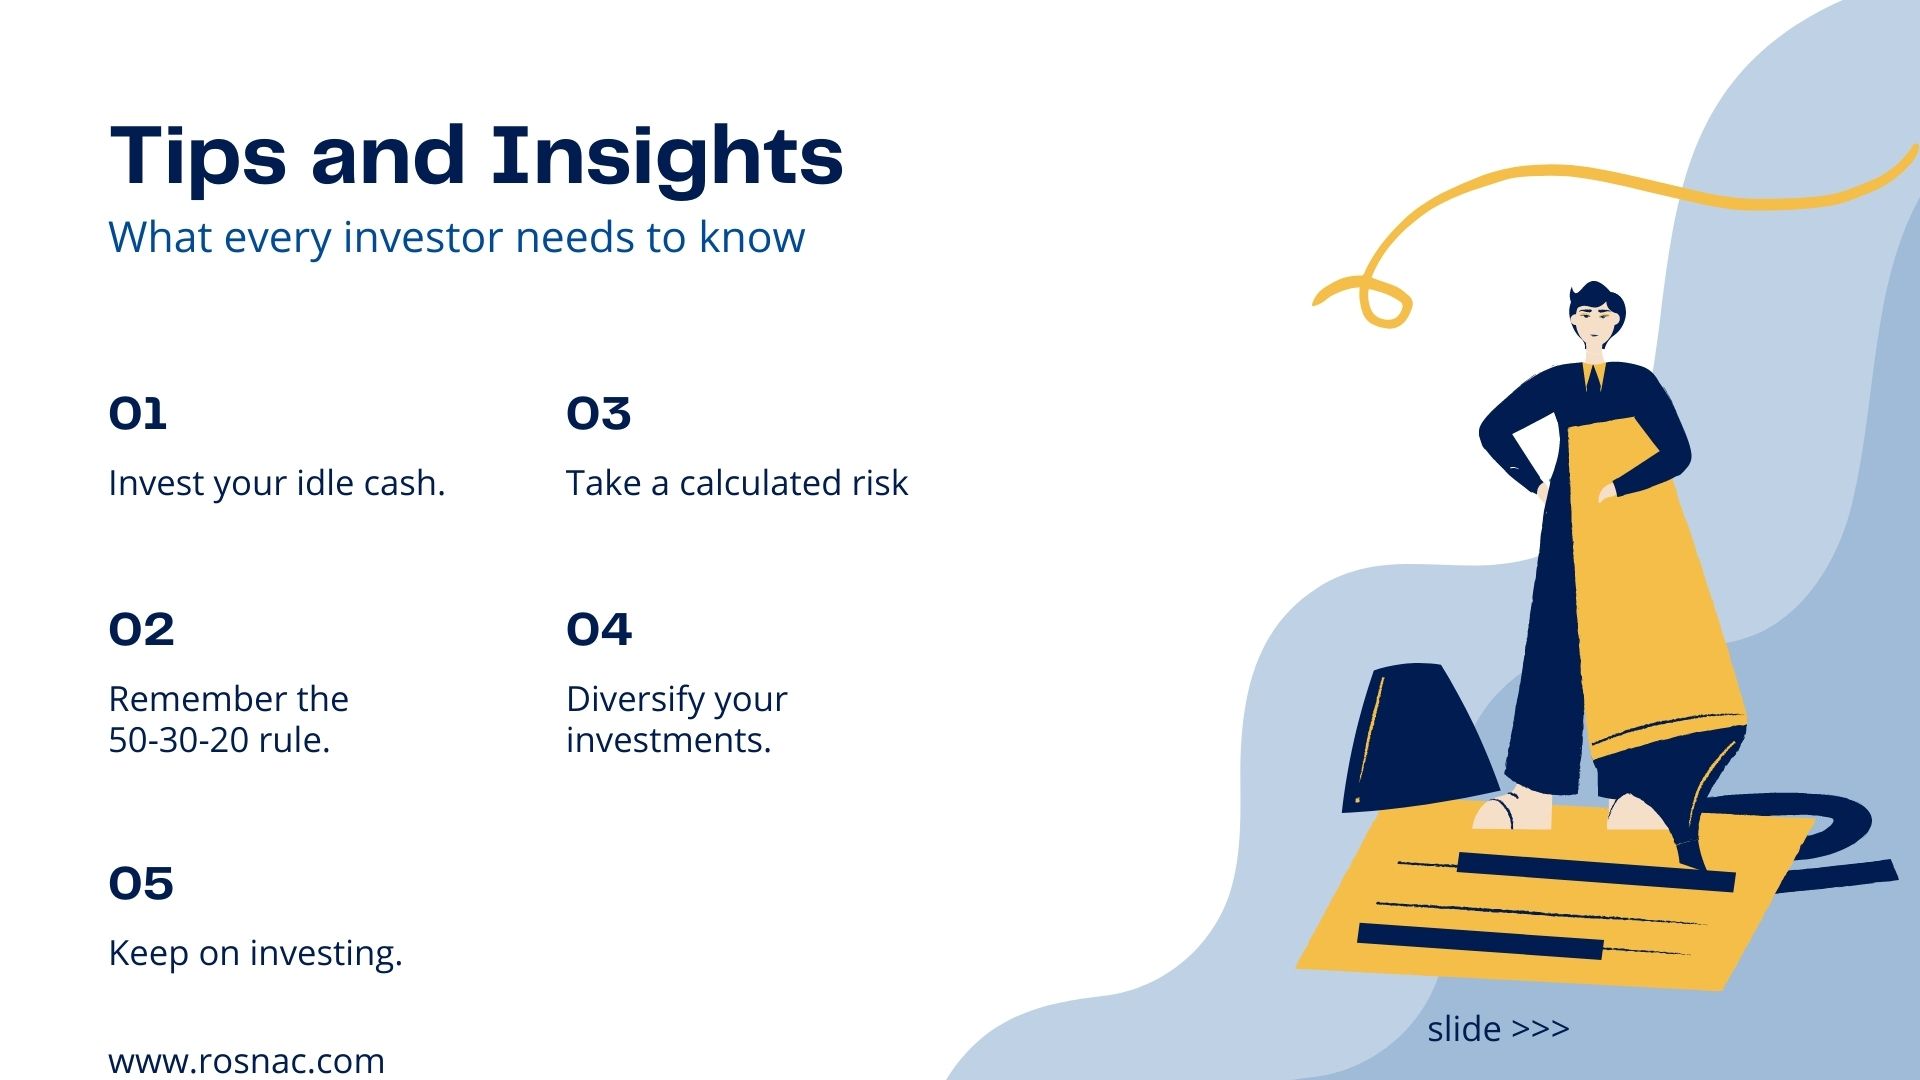 Tips and Insights
What every investor needs to know
01
Invest your idle cash.
02
Remember the
50-30-20 rule.
03
Take a calculated risk
04
Diversify your
investments.
05
Keep on investing.
www.rosnac.com
slide >>>